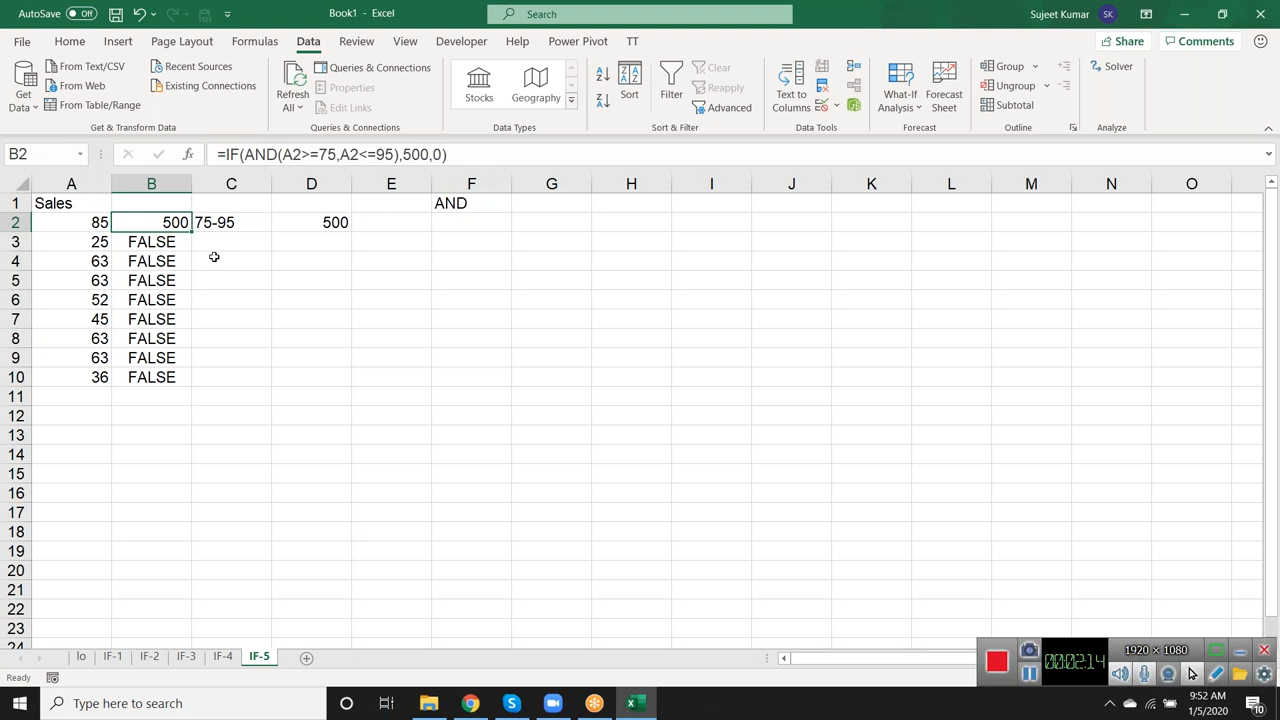 AutoSave Off Book1 - Excel Search Sujeet Kumar SK
File Home Insert Page Layout Formulas Data Review View Developer Help Power Pivot TT Share Comments
Get Data From Text/CSV Recent Sources Refresh All Queries & Connections Stocks Geography Sort Filter Clear Text to Columns What-If Analysis Forecast Sheet Group Solver
From Web Existing Connections Properties Reapply Ungroup
From Table/Range Edit Links Advanced Subtotal
Get & Transform Data Queries & Connections Data Types Sort & Filter Data Tools Forecast Outline Analyze
B2 fx =IF(AND(A2>=75,A2<=95),500,0)
A B C D E F G H I J K L M N O
1 Sales AND
2 85 500 75-95 500
3 25 FALSE
4 63 FALSE
5 63 FALSE
6 52 FALSE
7 45 FALSE
8 63 FALSE
9 63 FALSE
10 36 FALSE
11
12
13
14
15
16
17
18
19
20
21
22
23
24
lo IF-1 IF-2 IF-3 IF-4 IF-5
Ready
00:02:14 1920 × 1080
Type here to search 9:52 AM
1/5/2020